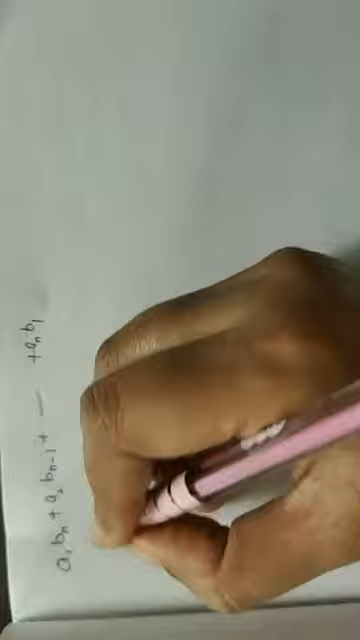 a₁bₙ + a₂bₙ₋₁ + — + aₙb₁